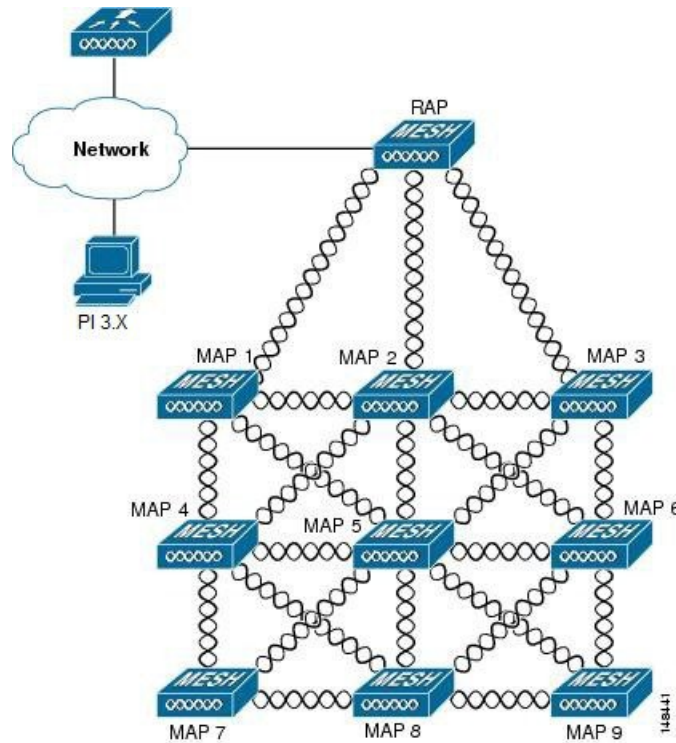 RAP
MESH
Network
PI 3.X
MAP 1
MAP 2
MAP 3
MESH
MESH
MESH
MAP 4
MAP 5
MAP 6
MESH
MESH
MESH
MESH
MESH
MESH
MAP 7
MAP 8
MAP 9
148441